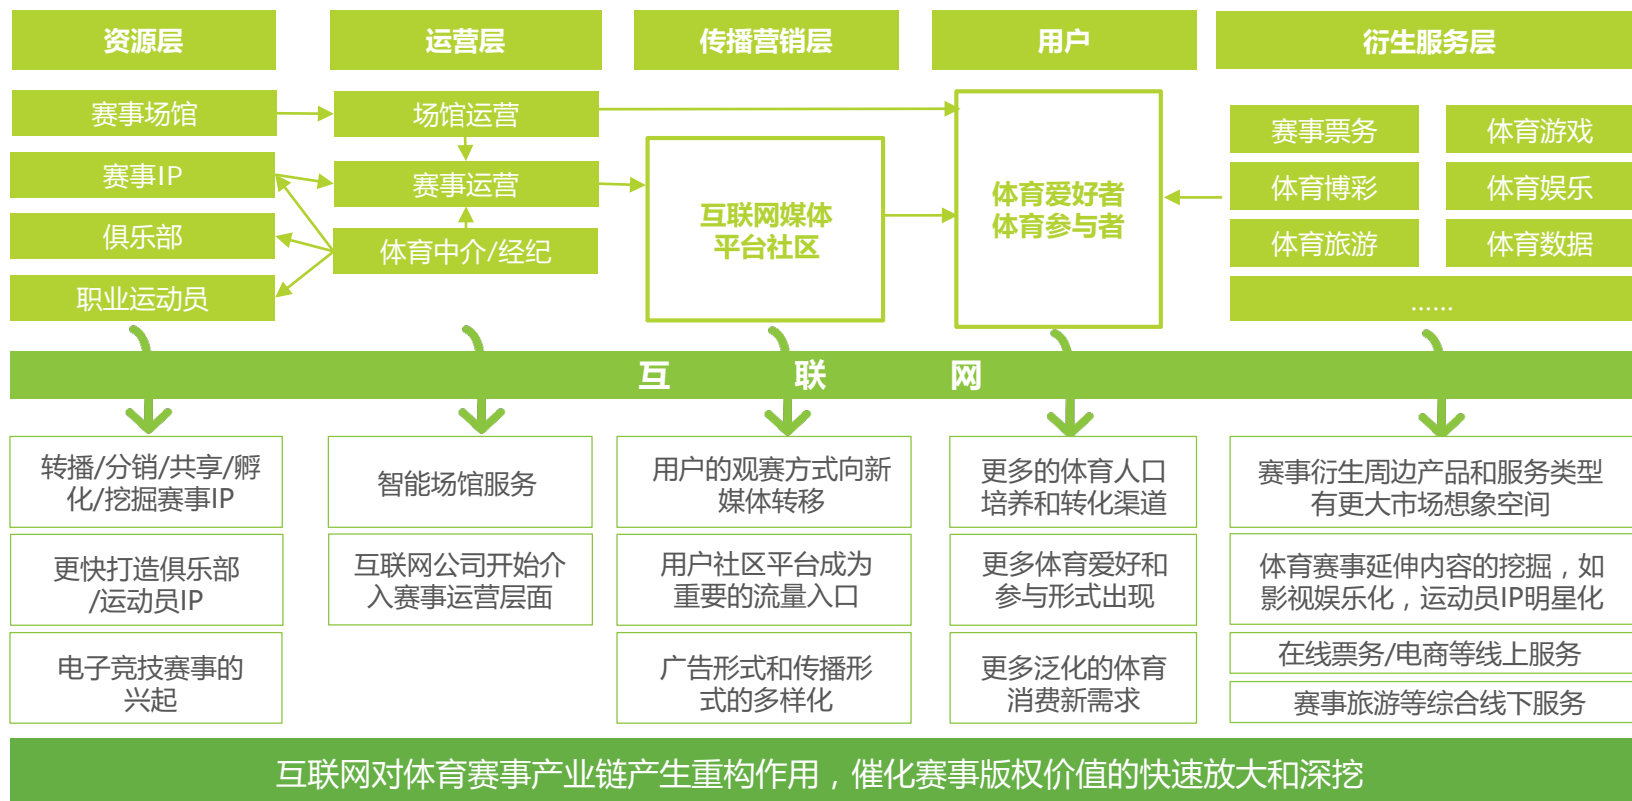 资源层
运营层
传播营销层
用户
衍生服务层
赛事场馆
赛事IP
俱乐部
职业运动员
场馆运营
赛事运营
体育中介/经纪
互联网媒体
平台社区
体育爱好者
体育参与者
赛事票务
体育游戏
体育博彩
体育娱乐
体育旅游
体育数据
……
互联网
转播/分销/共享/孵
化/挖掘赛事IP
更快打造俱乐部
/运动员IP
电子竞技赛事的
兴起
智能场馆服务
互联网公司开始介
入赛事运营层面
用户的观赛方式向新
媒体转移
用户社区平台成为
重要的流量入口
广告形式和传播形
式的多样化
更多的体育人口
培养和转化渠道
更多体育爱好和
参与形式出现
更多泛化的体育
消费新需求
赛事衍生周边产品和服务类型
有更大市场想象空间
体育赛事延伸内容的挖掘，如
影视娱乐化，运动员IP明星化
在线票务/电商等线上服务
赛事旅游等综合线下服务
互联网对体育赛事产业链产生重构作用，催化赛事版权价值的快速放大和深挖